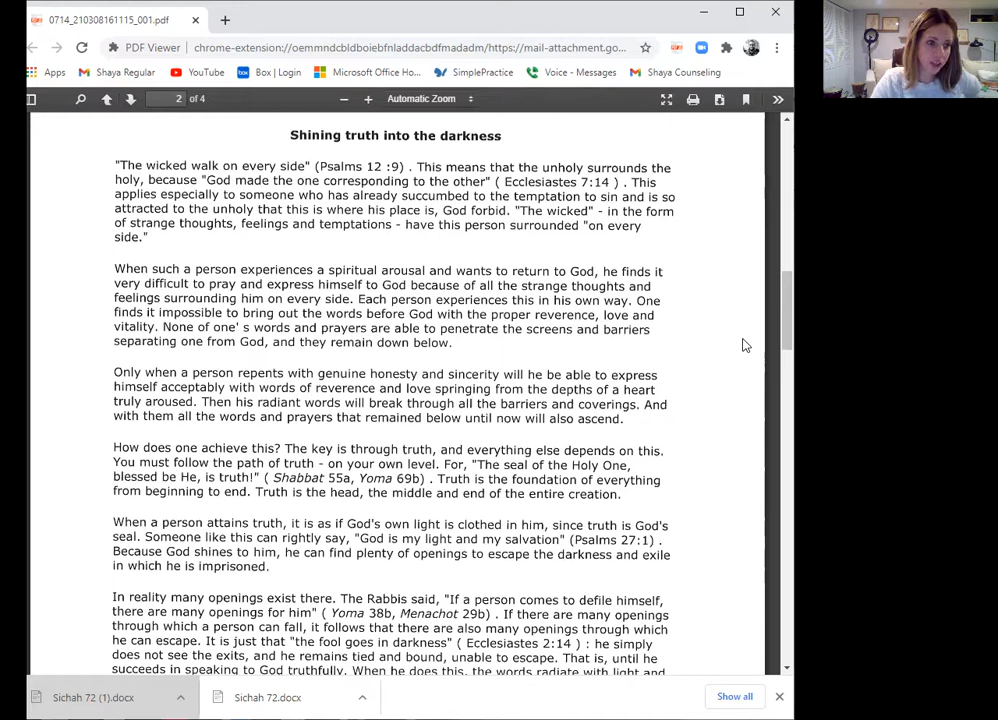 0714_210308161115_001.pdf
PDF Viewer
chrome-extension://oemmndcbldboiebfnladdacbdfmadadm/https://mail-attachment.go...
Apps
Shaya Regular
YouTube
box
Box | Login
Microsoft Office Ho...
SimplePractice
Voice - Messages
Shaya Counseling
2 of 4
Automatic Zoom
Shining truth into the darkness
"The wicked walk on every side" (Psalms 12 :9) . This means that the unholy surrounds the
holy, because "God made the one corresponding to the other" ( Ecclesiastes 7:14 ) . This
applies especially to someone who has already succumbed to the temptation to sin and is so
attracted to the unholy that this is where his place is, God forbid. "The wicked" - in the form
of strange thoughts, feelings and temptations - have this person surrounded "on every
side."
When such a person experiences a spiritual arousal and wants to return to God, he finds it
very difficult to pray and express himself to God because of all the strange thoughts and
feelings surrounding him on every side. Each person experiences this in his own way. One
finds it impossible to bring out the words before God with the proper reverence, love and
vitality. None of one' s words and prayers are able to penetrate the screens and barriers
separating one from God, and they remain down below.
Only when a person repents with genuine honesty and sincerity will he be able to express
himself acceptably with words of reverence and love springing from the depths of a heart
truly aroused. Then his radiant words will break through all the barriers and coverings. And
with them all the words and prayers that remained below until now will also ascend.
How does one achieve this? The key is through truth, and everything else depends on this.
You must follow the path of truth - on your own level. For, "The seal of the Holy One,
blessed be He, is truth!" ( Shabbat 55a, Yoma 69b) . Truth is the foundation of everything
from beginning to end. Truth is the head, the middle and end of the entire creation.
When a person attains truth, it is as if God's own light is clothed in him, since truth is God's
seal. Someone like this can rightly say, "God is my light and my salvation" (Psalms 27:1) .
Because God shines to him, he can find plenty of openings to escape the darkness and exile
in which he is imprisoned.
In reality many openings exist there. The Rabbis said, "If a person comes to defile himself,
there are many openings for him" ( Yoma 38b, Menachot 29b) . If there are many openings
through which a person can fall, it follows that there are also many openings through which
he can escape. It is just that "the fool goes in darkness" ( Ecclesiastes 2:14 ) : he simply
does not see the exits, and he remains tied and bound, unable to escape. That is, until he
succeeds in speaking to God truthfully. When he does this, the words radiate with light and
Sichah 72 (1).docx
Sichah 72.docx
Show all